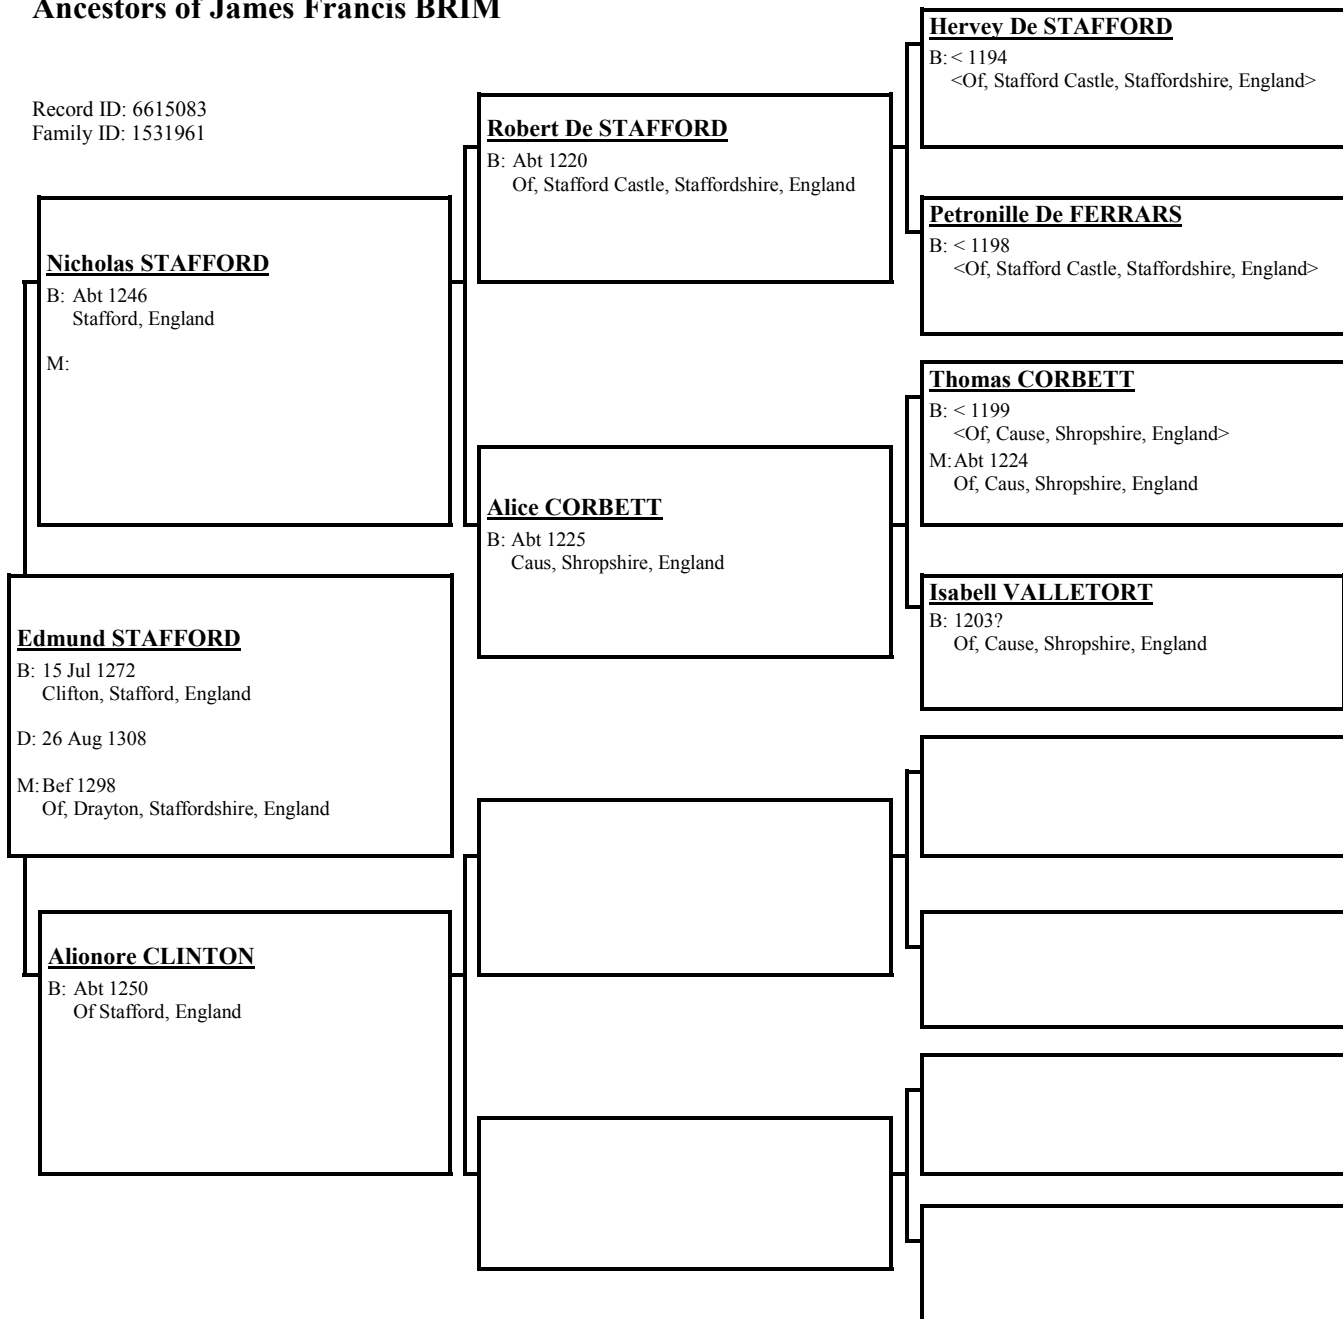 Ancestors of James Francis BRIM
Record ID: 6615083
Family ID: 1531961
Hervey De STAFFORD
B: < 1194
<Of, Stafford Castle, Staffordshire, England>
Robert De STAFFORD
B: Abt 1220
Of, Stafford Castle, Staffordshire, England
Petronille De FERRARS
B: < 1198
<Of, Stafford Castle, Staffordshire, England>
Nicholas STAFFORD
B: Abt 1246
Stafford, England
M:
Thomas CORBETT
B: < 1199
<Of, Cause, Shropshire, England>
M: Abt 1224
Of, Caus, Shropshire, England
Alice CORBETT
B: Abt 1225
Caus, Shropshire, England
Isabell VALLETORT
B: 1203?
Of, Cause, Shropshire, England
Edmund STAFFORD
B: 15 Jul 1272
Clifton, Stafford, England
D: 26 Aug 1308
M: Bef 1298
Of, Drayton, Staffordshire, England
Alionore CLINTON
B: Abt 1250
Of Stafford, England